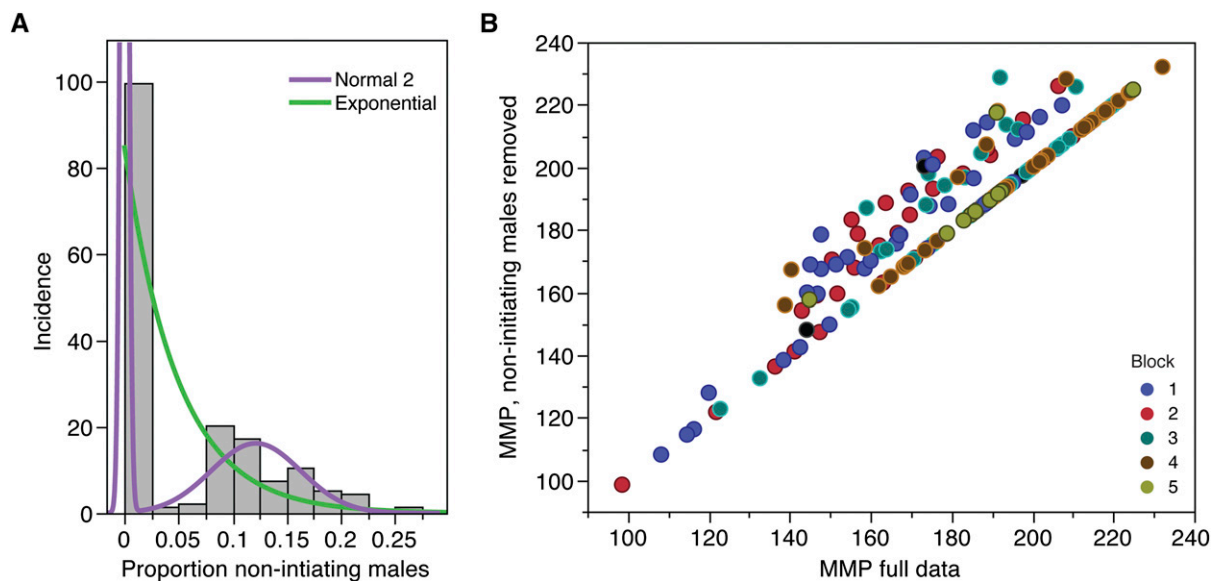 A
Normal 2
Exponential
Incidence
100
80
60
40
20
0
0 0.05 0.1 0.15 0.2 0.25
Proportion non-intiating males
B
MMP, non-initiating males removed
240
220
200
180
160
140
120
100
100 120 140 160 180 200 220 240
MMP full data
Block
1
2
3
4
5